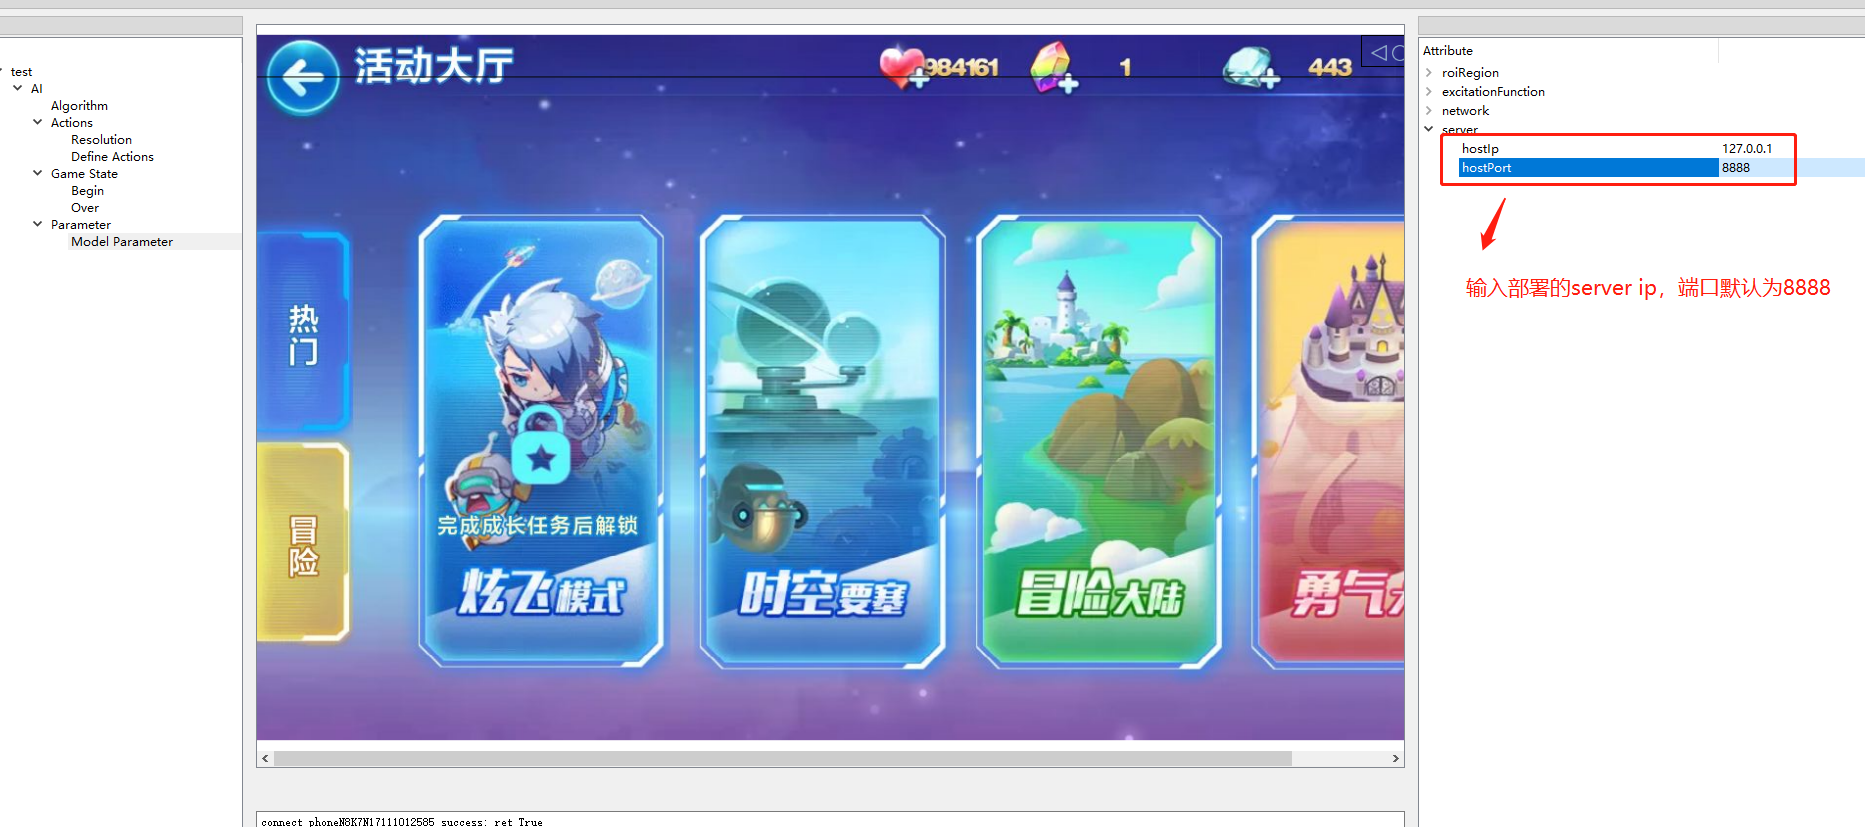 test
AI
Algorithm
Actions
Resolution
Define Actions
Game State
Begin
Over
Parameter
Model Parameter
活动大厅
984161
1
443
热门
冒险
完成成长任务后解锁
炫飞模式
时空要塞
冒险大陆
勇气
connect phoneN8K7N17111012585 success: ret True
Attribute
roiRegion
excitationFunction
network
server
hostIp 127.0.0.1
hostPort 8888
输入部署的server ip，端口默认为8888